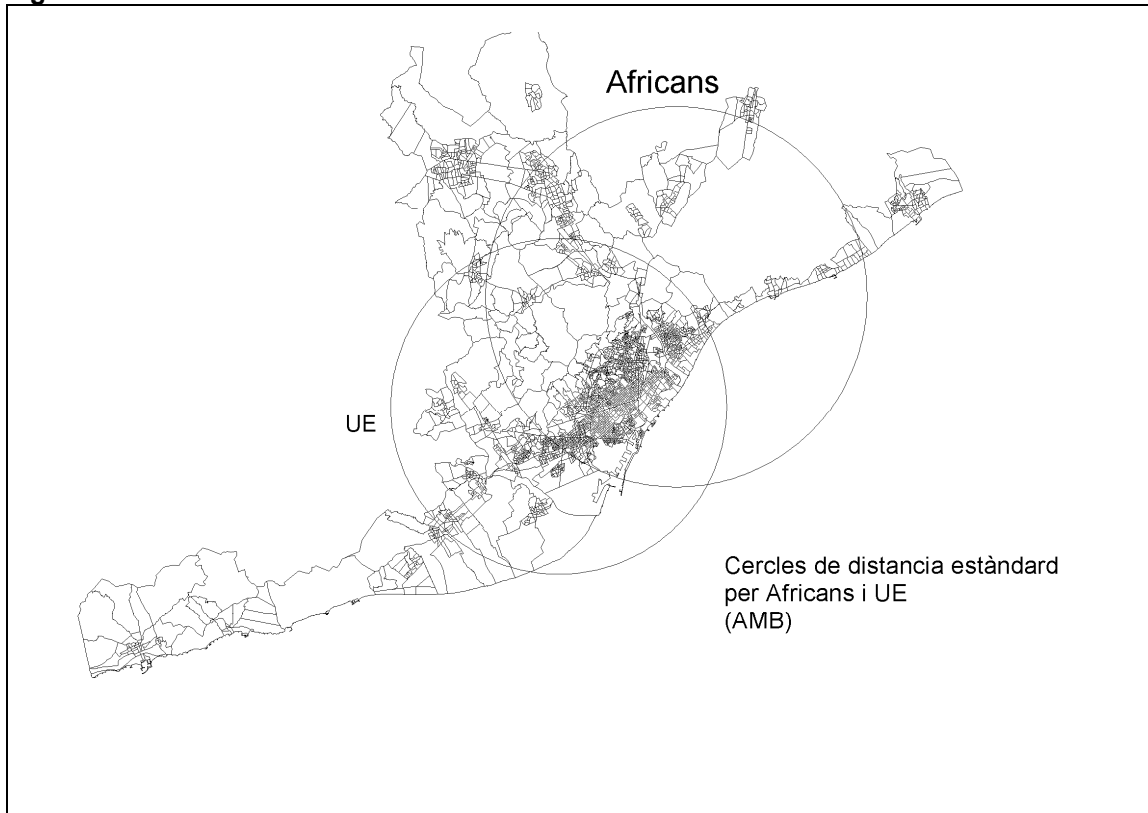 Africans
UE
Cercles de distancia estàndard
per Africans i UE
(AMB)